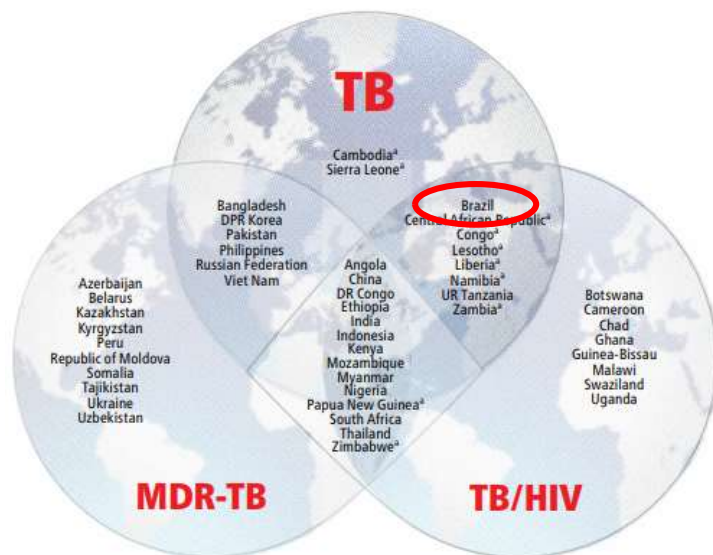 TB
Cambodiaª
Sierra Leoneª
Bangladesh
DPR Korea
Pakistan
Philippines
Russian Federation
Viet Nam
Brazil
Central African Republicª
Congoª
Lesothoª
Liberiaª
Namibiaª
UR Tanzania
Zambiaª
Angola
China
DR Congo
Ethiopia
India
Indonesia
Kenya
Mozambique
Myanmar
Nigeria
Papua New Guineaª
South Africa
Thailand
Zimbabweª
Azerbaijan
Belarus
Kazakhstan
Kyrgyzstan
Peru
Republic of Moldova
Somalia
Tajikistan
Ukraine
Uzbekistan
Botswana
Cameroon
Chad
Ghana
Guinea-Bissau
Malawi
Swaziland
Uganda
MDR-TB
TB/HIV